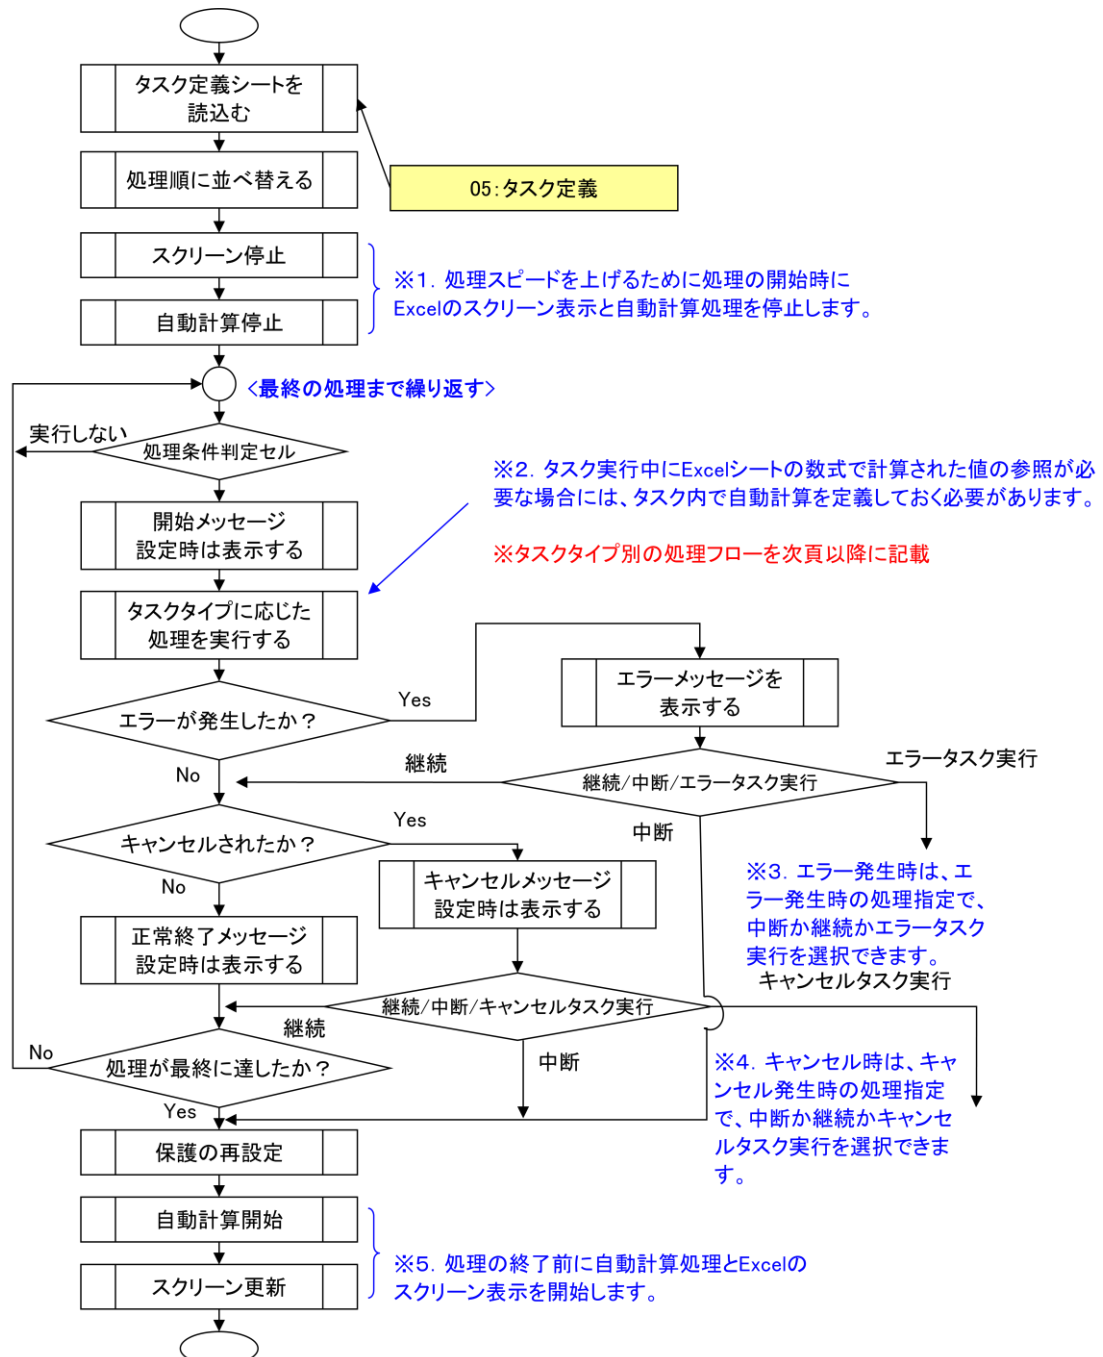 タスク定義シートを
読込む
処理順に並べ替える
05:タスク定義
スクリーン停止
自動計算停止
※1. 処理スピードを上げるために処理の開始時に
Excelのスクリーン表示と自動計算処理を停止します。
<最終の処理まで繰り返す>
実行しない
処理条件判定セル
※2. タスク実行中にExcelシートの数式で計算された値の参照が必
要な場合には、タスク内で自動計算を定義しておく必要があります。
開始メッセージ
設定時は表示する
※タスクタイプ別の処理フローを次頁以降に記載
タスクタイプに応じた
処理を実行する
エラーメッセージを
表示する
エラーが発生したか？
Yes
No
継続
継続/中断/エラータスク実行
エラータスク実行
中断
キャンセルされたか？
Yes
No
キャンセルメッセージ
設定時は表示する
※3. エラー発生時は、エ
ラー発生時の処理指定で、
中断か継続かエラータスク
実行を選択できます。
正常終了メッセージ
設定時は表示する
キャンセルタスク実行
継続/中断/キャンセルタスク実行
継続
中断
No
処理が最終に達したか？
Yes
※4. キャンセル時は、キャ
ンセル発生時の処理指定
で、中断か継続かキャンセ
ルタスク実行を選択できま
す。
保護の再設定
自動計算開始
スクリーン更新
※5. 処理の終了前に自動計算処理とExcelの
スクリーン表示を開始します。